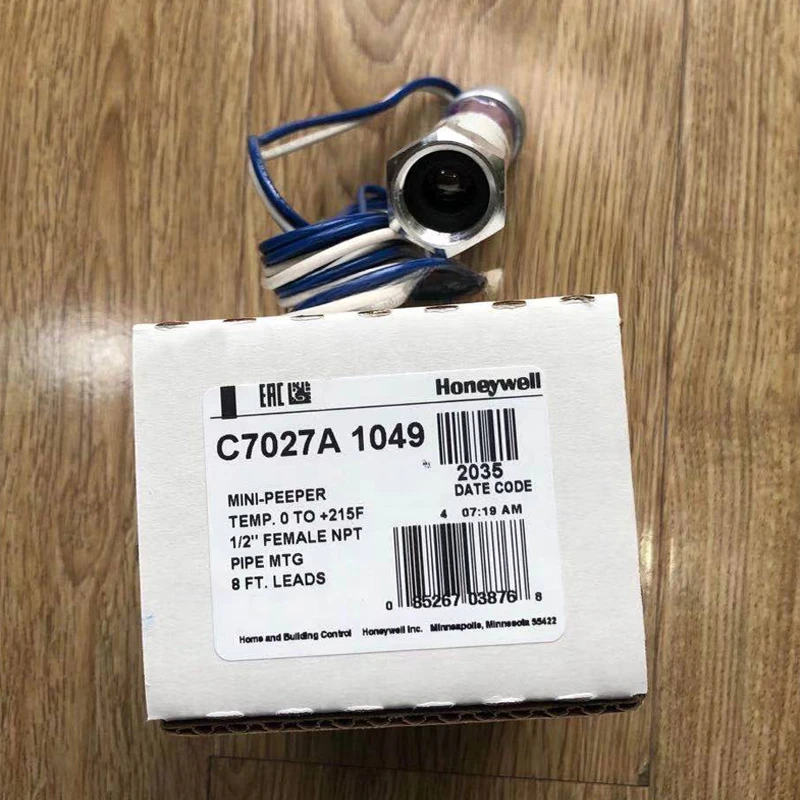 EAC
Honeywell
C7027A 1049
2035
DATE CODE
4 07:19 AM
MINI-PEEPER
TEMP. 0 TO +215F
1/2" FEMALE NPT
PIPE MTG
8 FT. LEADS
0 85267 03876 8
Home and Building Control Honeywell Inc. Minneapolis, Minnesota 55422